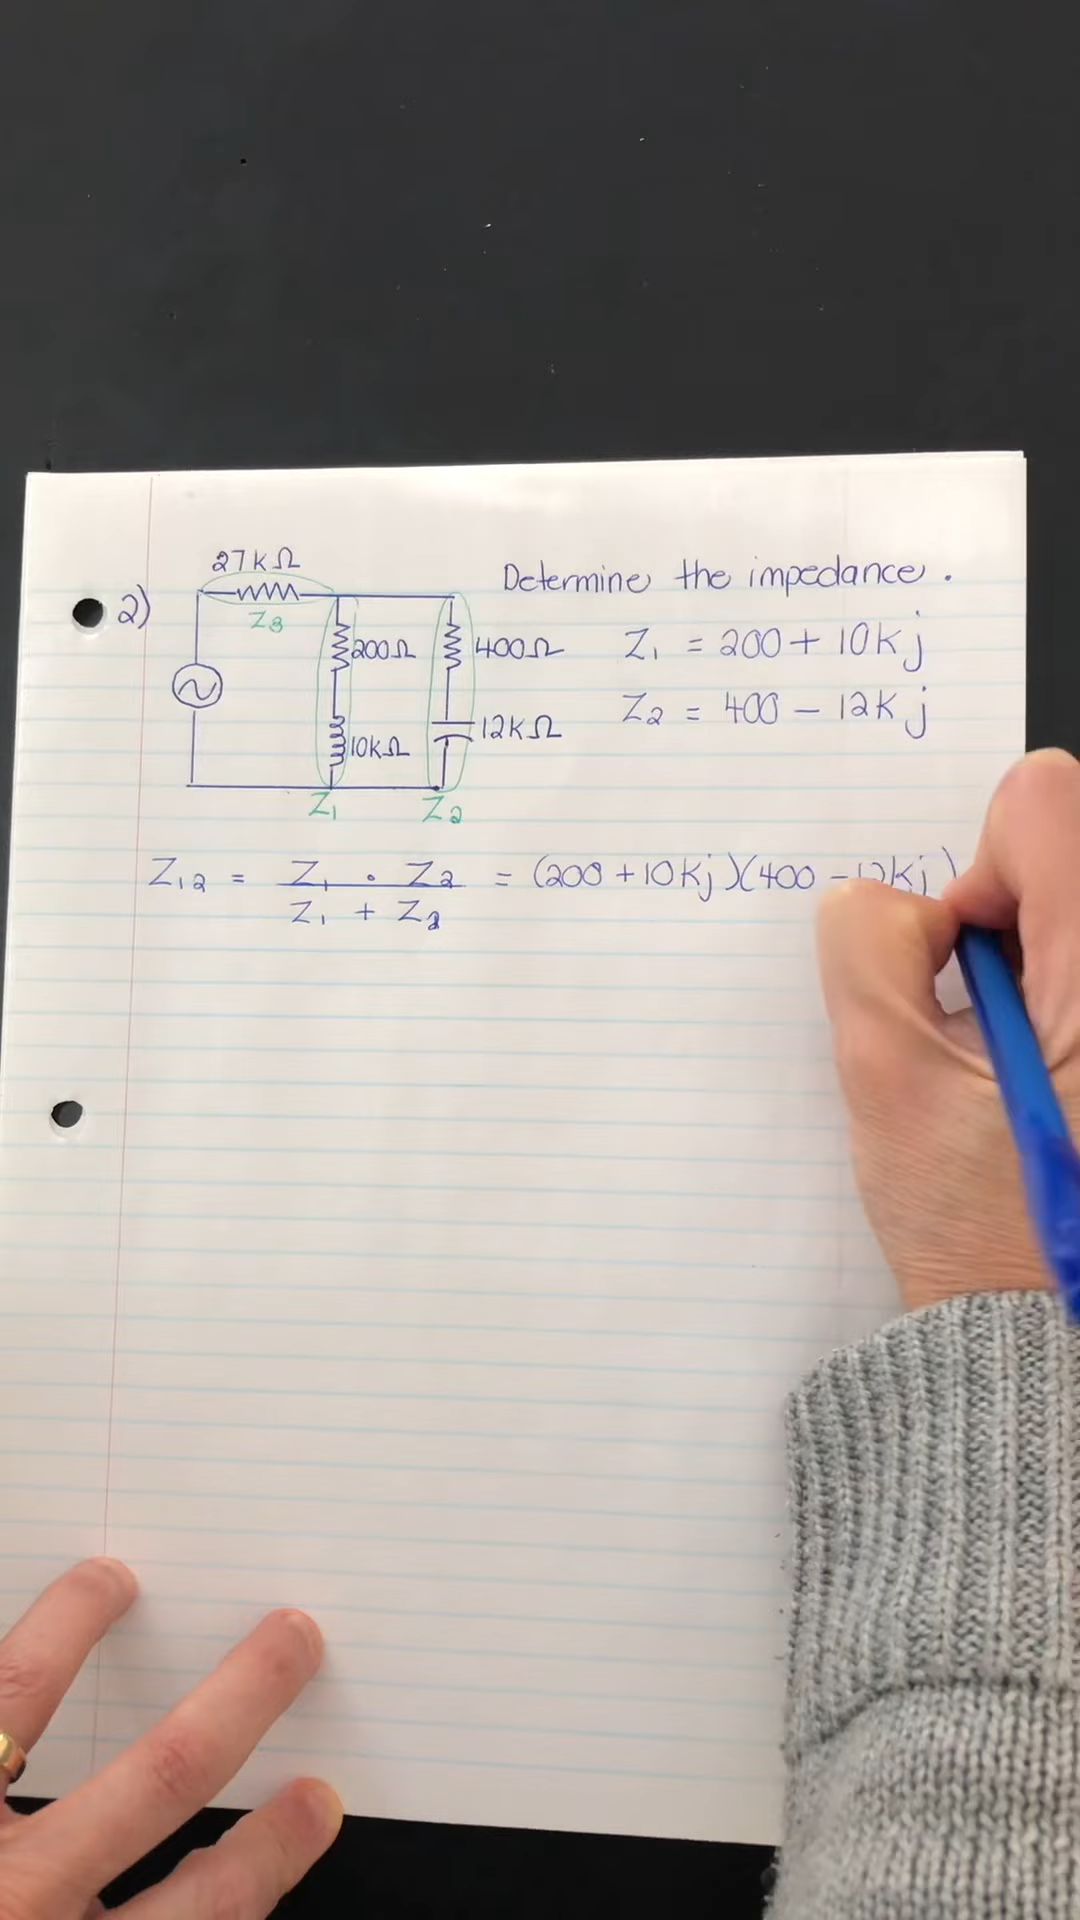 2)
27kΩ
Z3
200Ω
10kΩ
Z1
400Ω
12kΩ
Z2
Determine the impedance.
Z1 = 200 + 10kj
Z2 = 400 - 12kj
Z12 = Z1 · Z2 = (200 + 10kj)(400 - 12kj)
Z1 + Z2